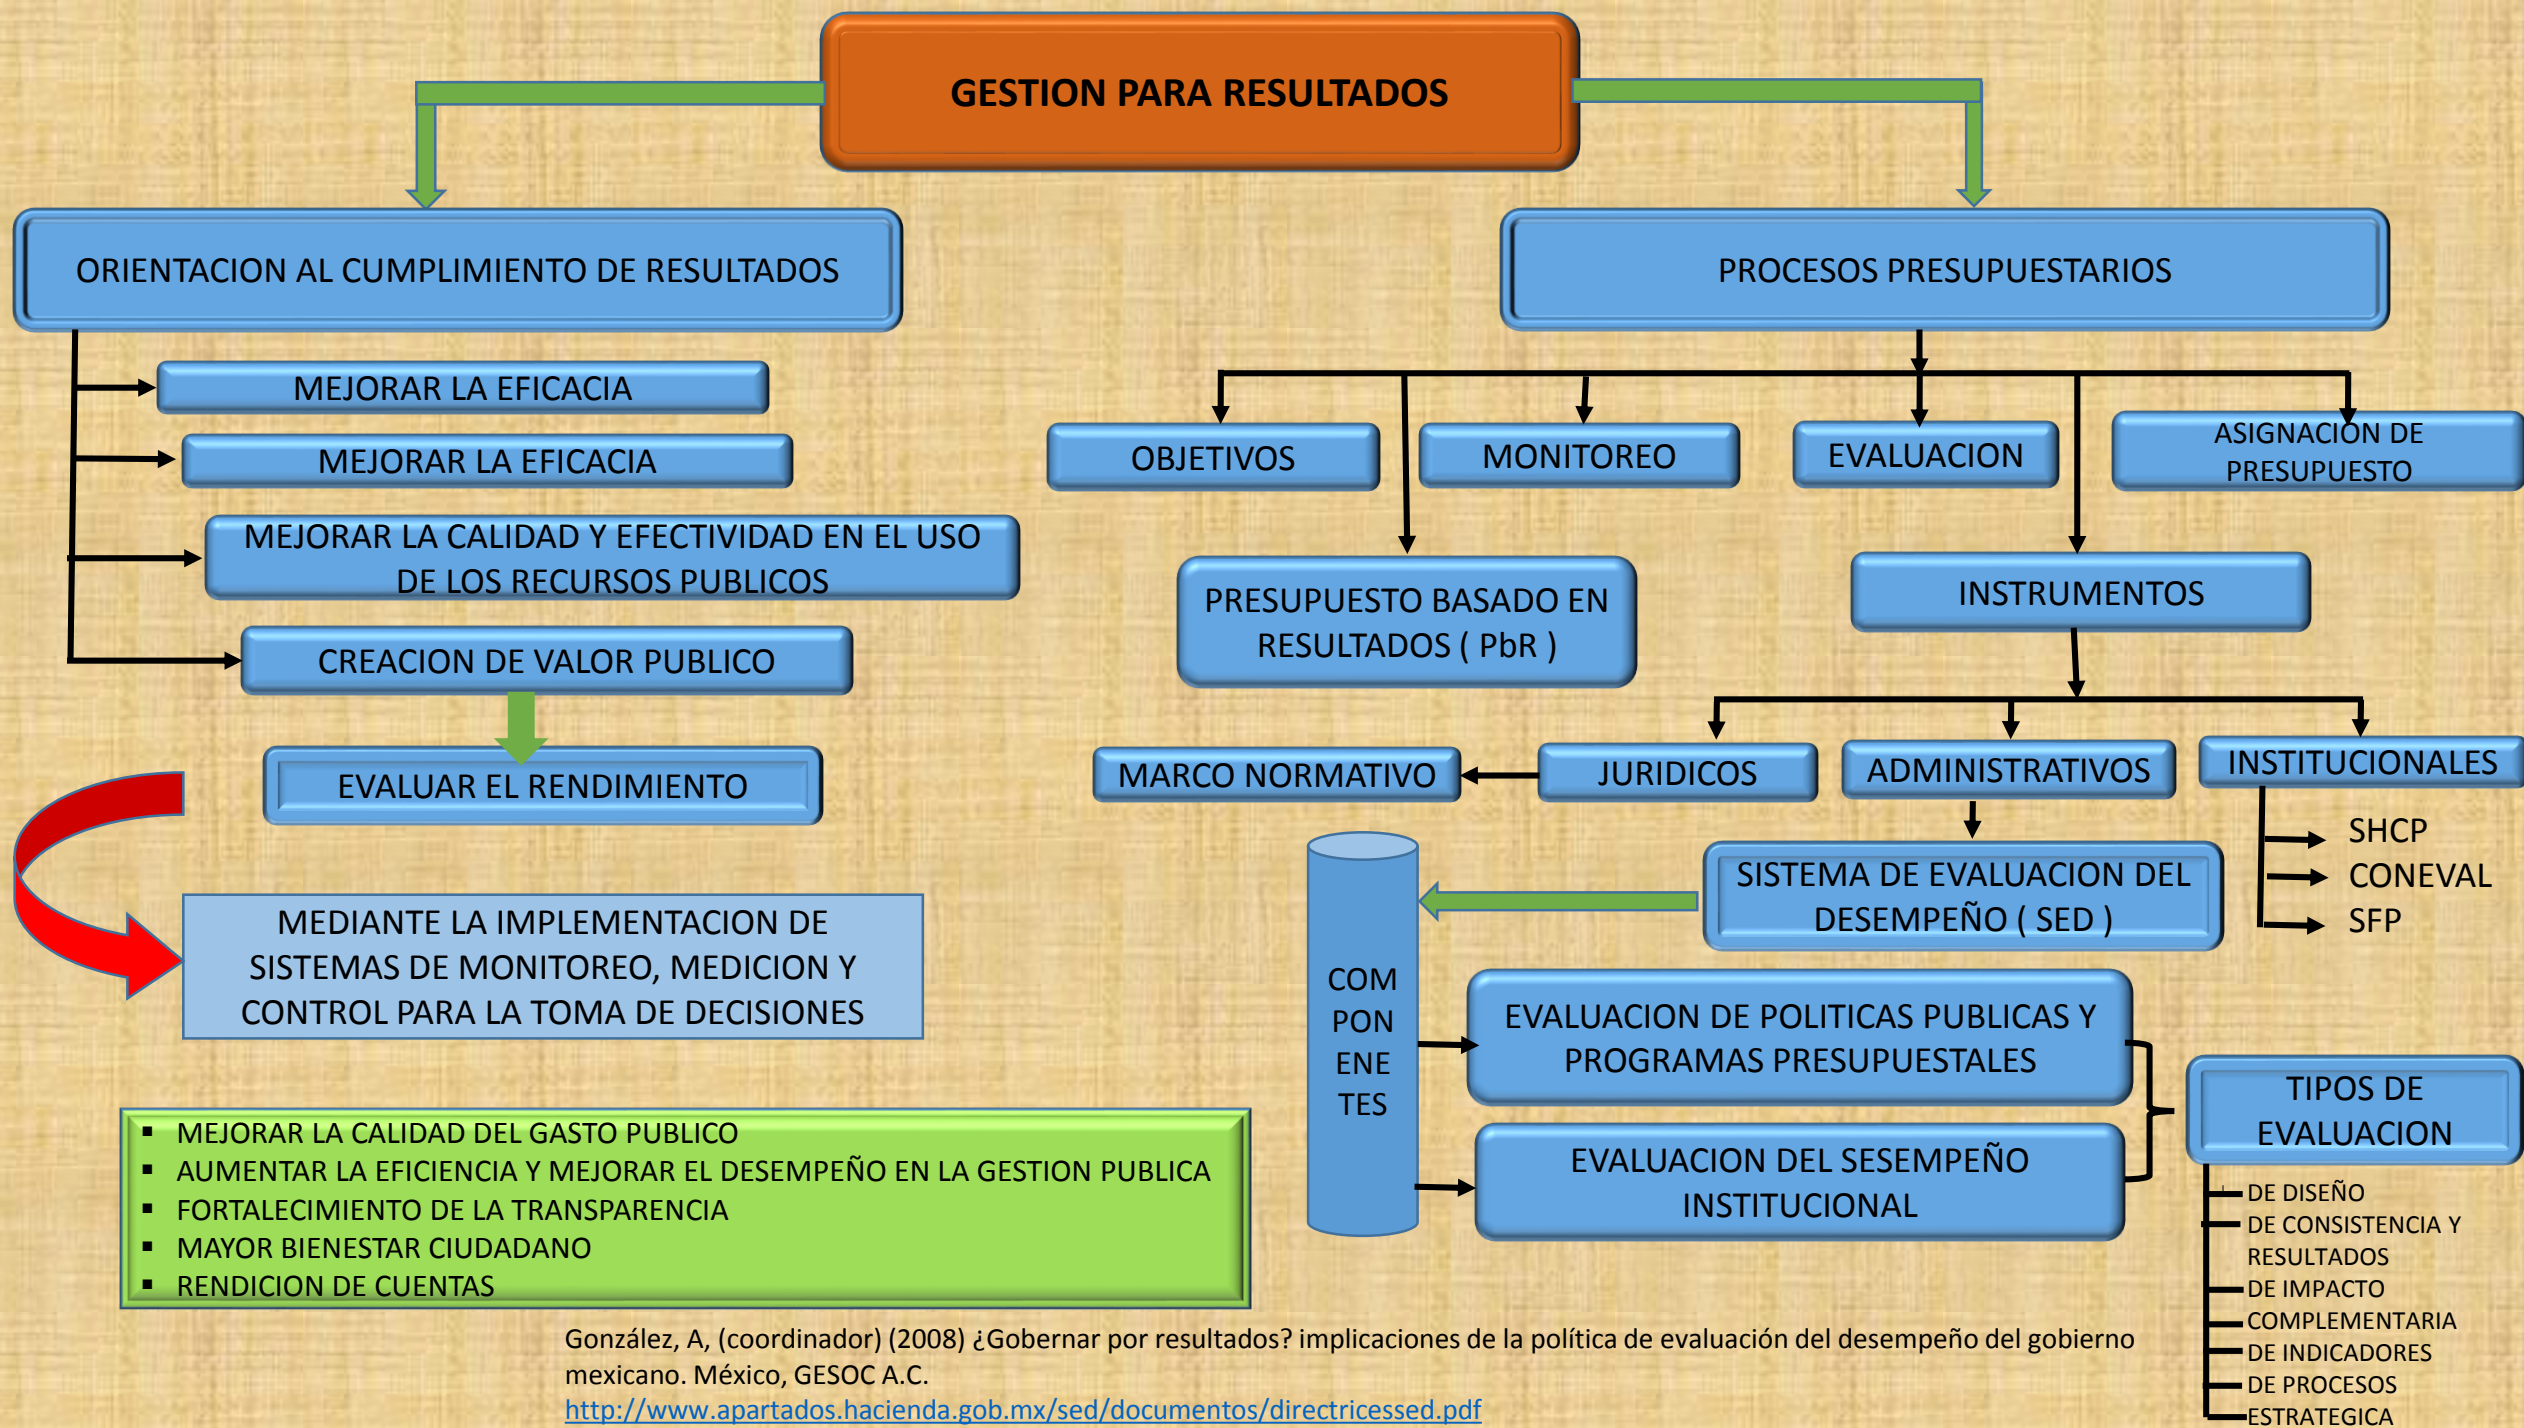 GESTION PARA RESULTADOS
ORIENTACION AL CUMPLIMIENTO DE RESULTADOS
MEJORAR LA EFICACIA
MEJORAR LA EFICACIA
MEJORAR LA CALIDAD Y EFECTIVIDAD EN EL USO
DE LOS RECURSOS PUBLICOS
CREACION DE VALOR PUBLICO
EVALUAR EL RENDIMIENTO
MEDIANTE LA IMPLEMENTACION DE
SISTEMAS DE MONITOREO, MEDICION Y
CONTROL PARA LA TOMA DE DECISIONES
▪ MEJORAR LA CALIDAD DEL GASTO PUBLICO
▪ AUMENTAR LA EFICIENCIA Y MEJORAR EL DESEMPEÑO EN LA GESTION PUBLICA
▪ FORTALECIMIENTO DE LA TRANSPARENCIA
▪ MAYOR BIENESTAR CIUDADANO
▪ RENDICION DE CUENTAS
PROCESOS PRESUPUESTARIOS
OBJETIVOS
MONITOREO
EVALUACION
ASIGNACION DE
PRESUPUESTO
PRESUPUESTO BASADO EN
RESULTADOS ( PbR )
INSTRUMENTOS
MARCO NORMATIVO
JURIDICOS
ADMINISTRATIVOS
INSTITUCIONALES
SHCP
CONEVAL
SFP
SISTEMA DE EVALUACION DEL
DESEMPEÑO ( SED )
COM
PON
ENE
TES
EVALUACION DE POLITICAS PUBLICAS Y
PROGRAMAS PRESUPUESTALES
EVALUACION DEL SESEMPEÑO
INSTITUCIONAL
TIPOS DE
EVALUACION
DE DISEÑO
DE CONSISTENCIA Y
RESULTADOS
DE IMPACTO
COMPLEMENTARIA
DE INDICADORES
DE PROCESOS
ESTRATEGICA
González, A, (coordinador) (2008) ¿Gobernar por resultados? implicaciones de la política de evaluación del desempeño del gobierno
mexicano. México, GESOC A.C.
http://www.apartados.hacienda.gob.mx/sed/documentos/directricessed.pdf